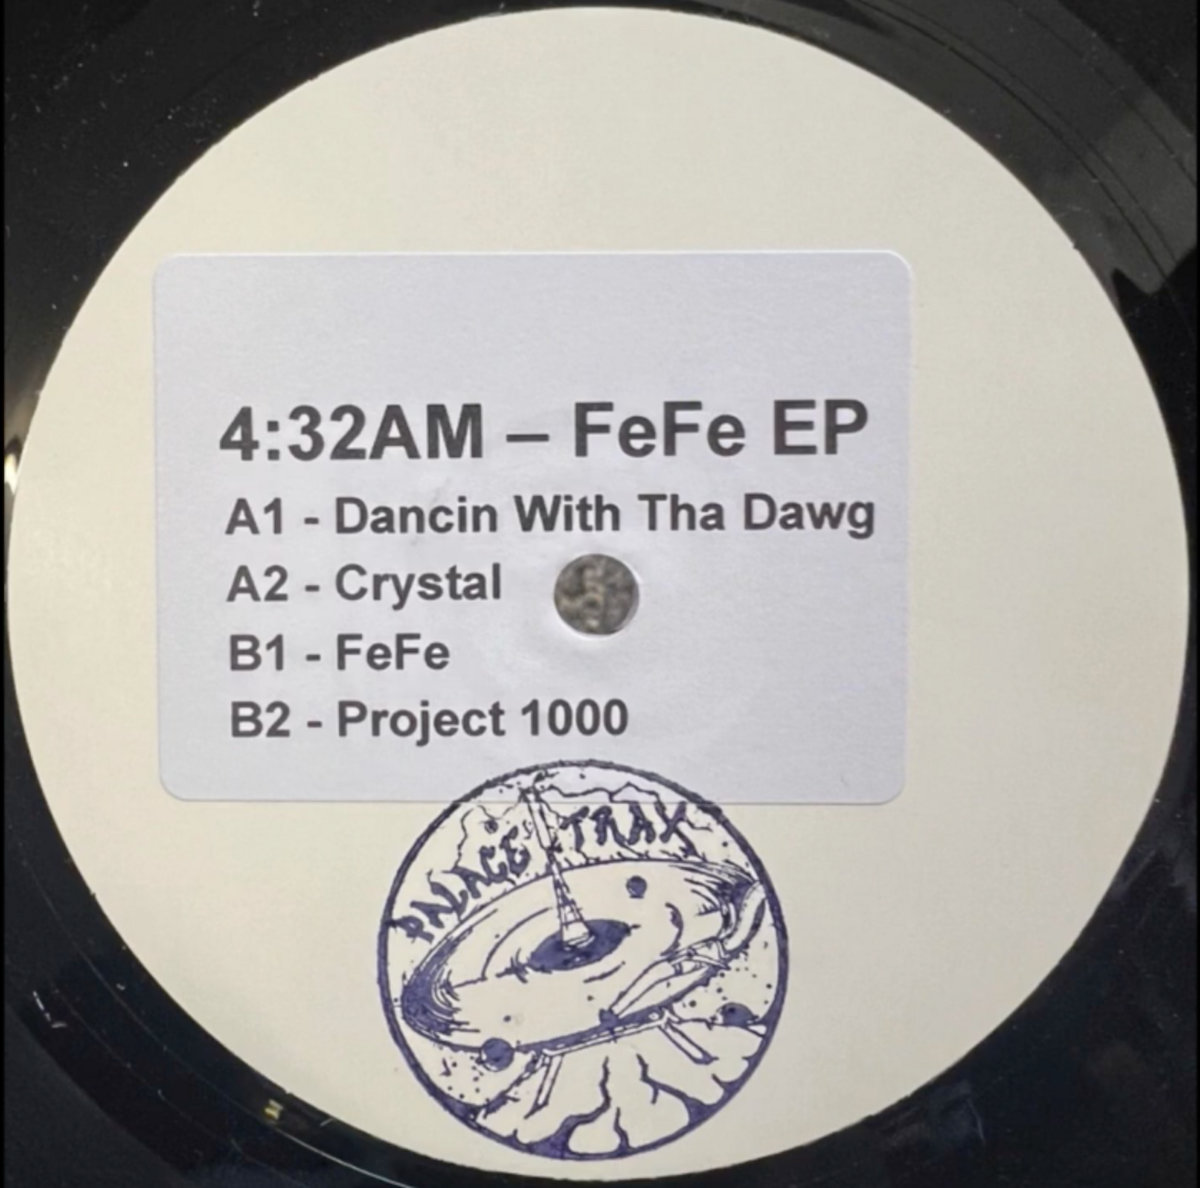 4:32AM – FeFe EP
A1 - Dancin With Tha Dawg
A2 - Crystal
B1 - FeFe
B2 - Project 1000
PALACE TRAX